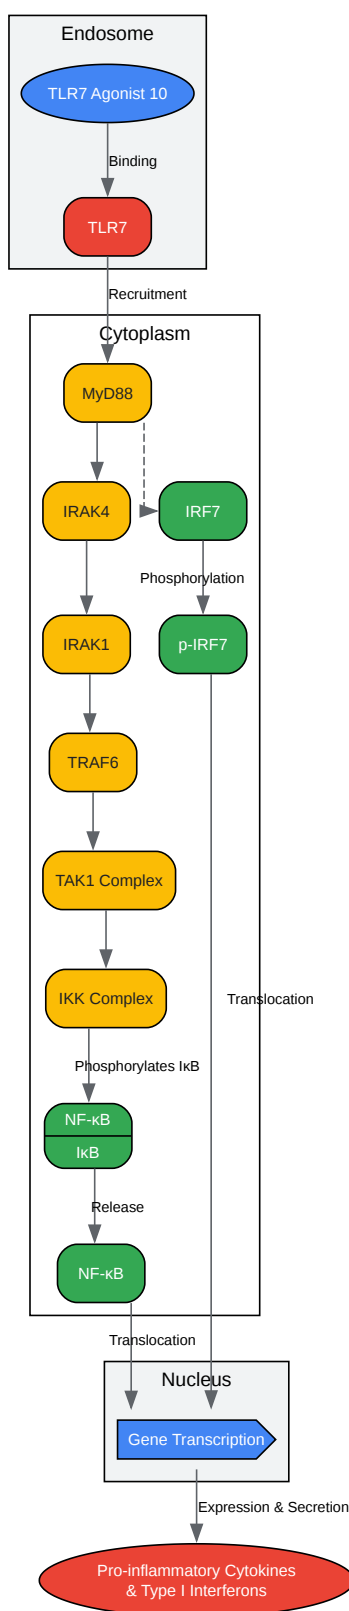 Endosome
TLR7 Agonist 10
Binding
TLR7
Recruitment
Cytoplasm
MyD88
IRAK4
IRF7
Phosphorylation
IRAK1
p-IRF7
TRAF6
TAK1 Complex
IKK Complex
Translocation
Phosphorylates IκB
NF-κB
IκB
Release
NF-κB
Translocation
Nucleus
Gene Transcription
Expression & Secretion
Pro-inflammatory Cytokines
& Type I Interferons